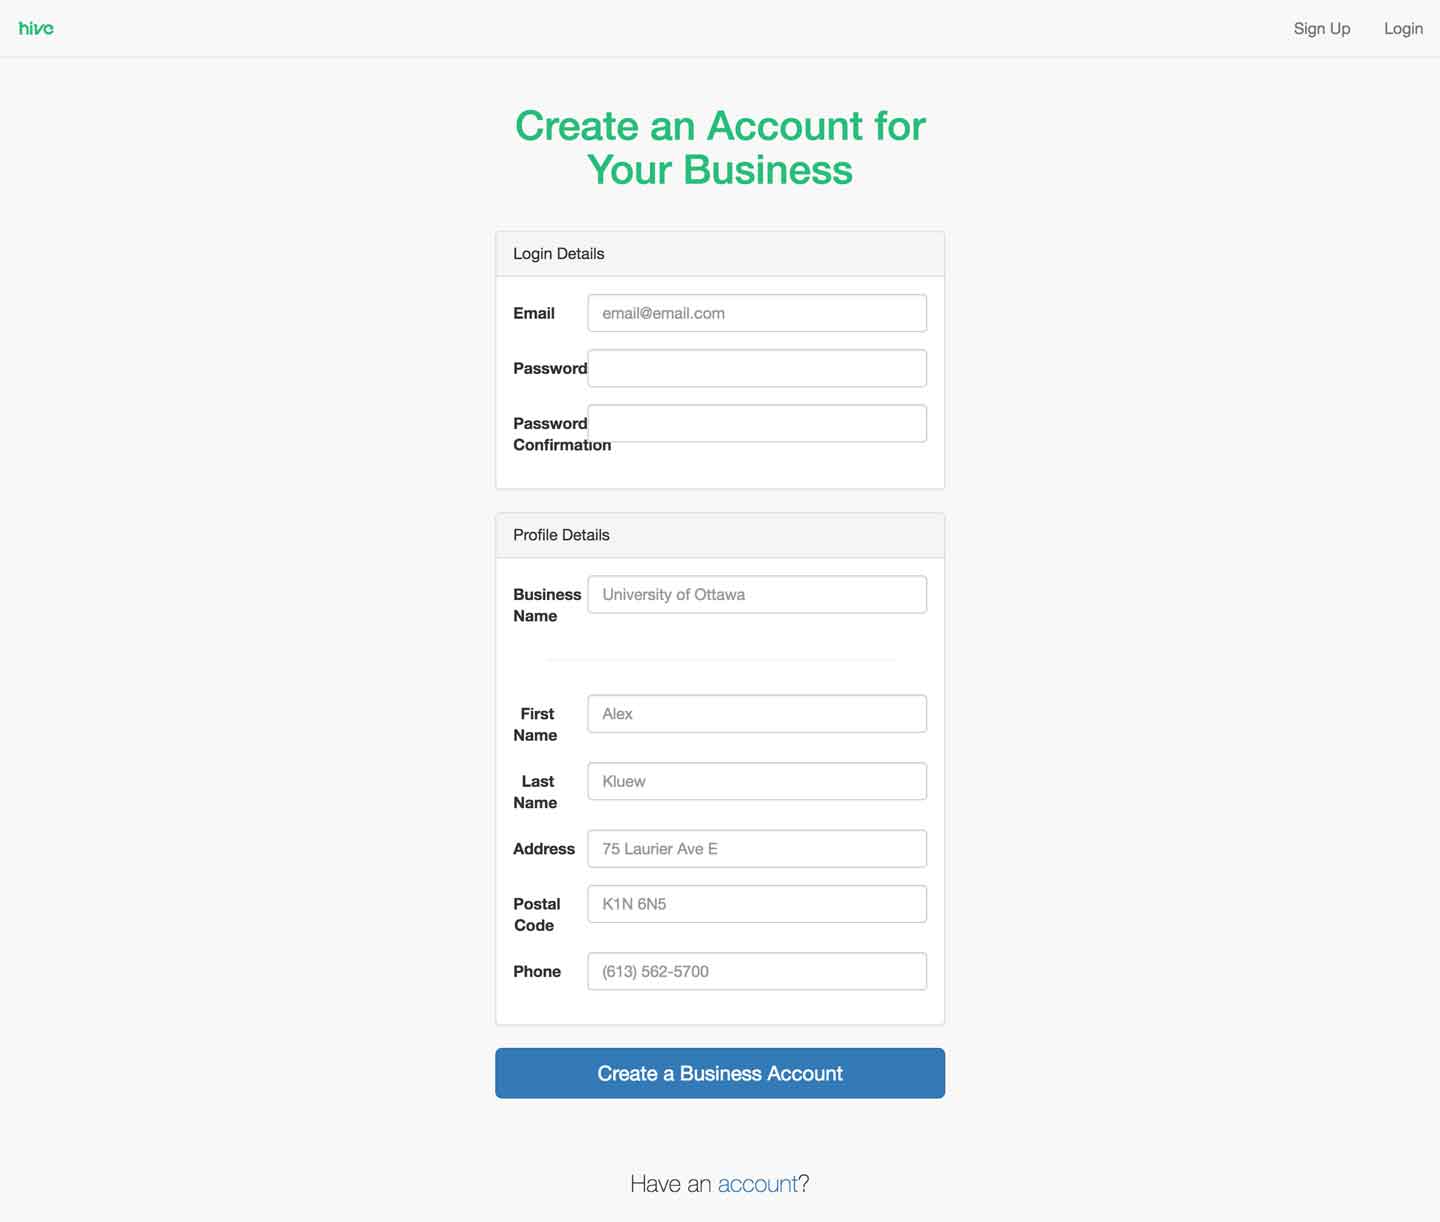 hive
Sign Up
Login
Create an Account for
Your Business
Login Details
Email
email@email.com
Password
Password
Confirmation
Profile Details
Business
Name
University of Ottawa
First
Name
Alex
Last
Name
Kluew
Address
75 Laurier Ave E
Postal
Code
K1N 6N5
Phone
(613) 562-5700
Create a Business Account
Have an account?